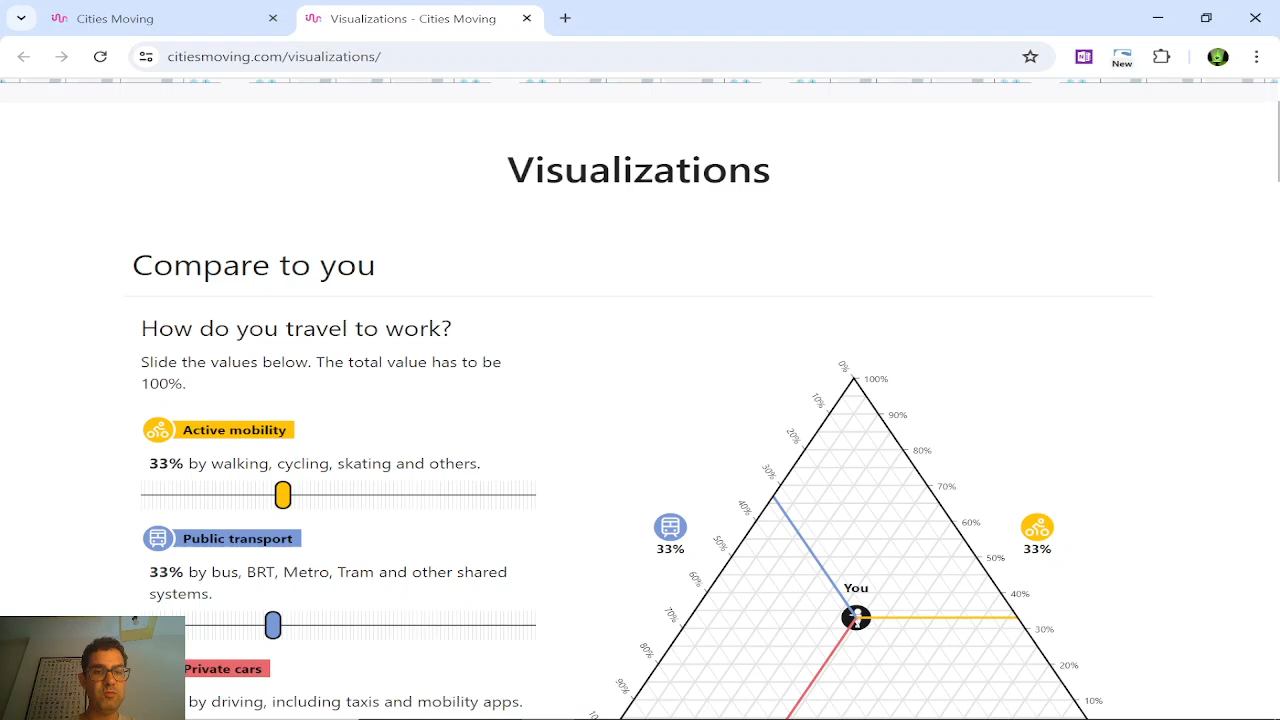 Cities Moving
Visualizations - Cities Moving
citiesmoving.com/visualizations/
New
Visualizations
Compare to you
How do you travel to work?
Slide the values below. The total value has to be
100%.
Active mobility
33% by walking, cycling, skating and others.
Public transport
33% by bus, BRT, Metro, Tram and other shared
systems.
Private cars
by driving, including taxis and mobility apps.
0%
10%
20%
30%
40%
50%
60%
70%
80%
90%
100%
90%
80%
70%
60%
50%
40%
30%
20%
10%
33%
33%
You